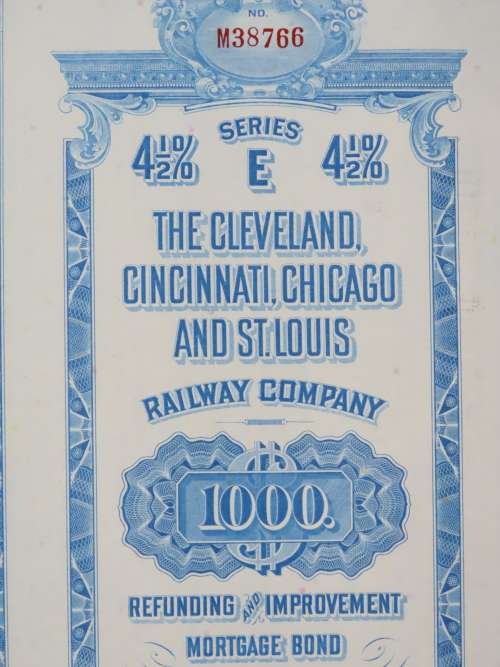 NO.
M38766
SERIES
4½% E 4½%
THE CLEVELAND,
CINCINNATI, CHICAGO
AND ST. LOUIS
RAILWAY COMPANY
$1000.
REFUNDING AND IMPROVEMENT
MORTGAGE BOND